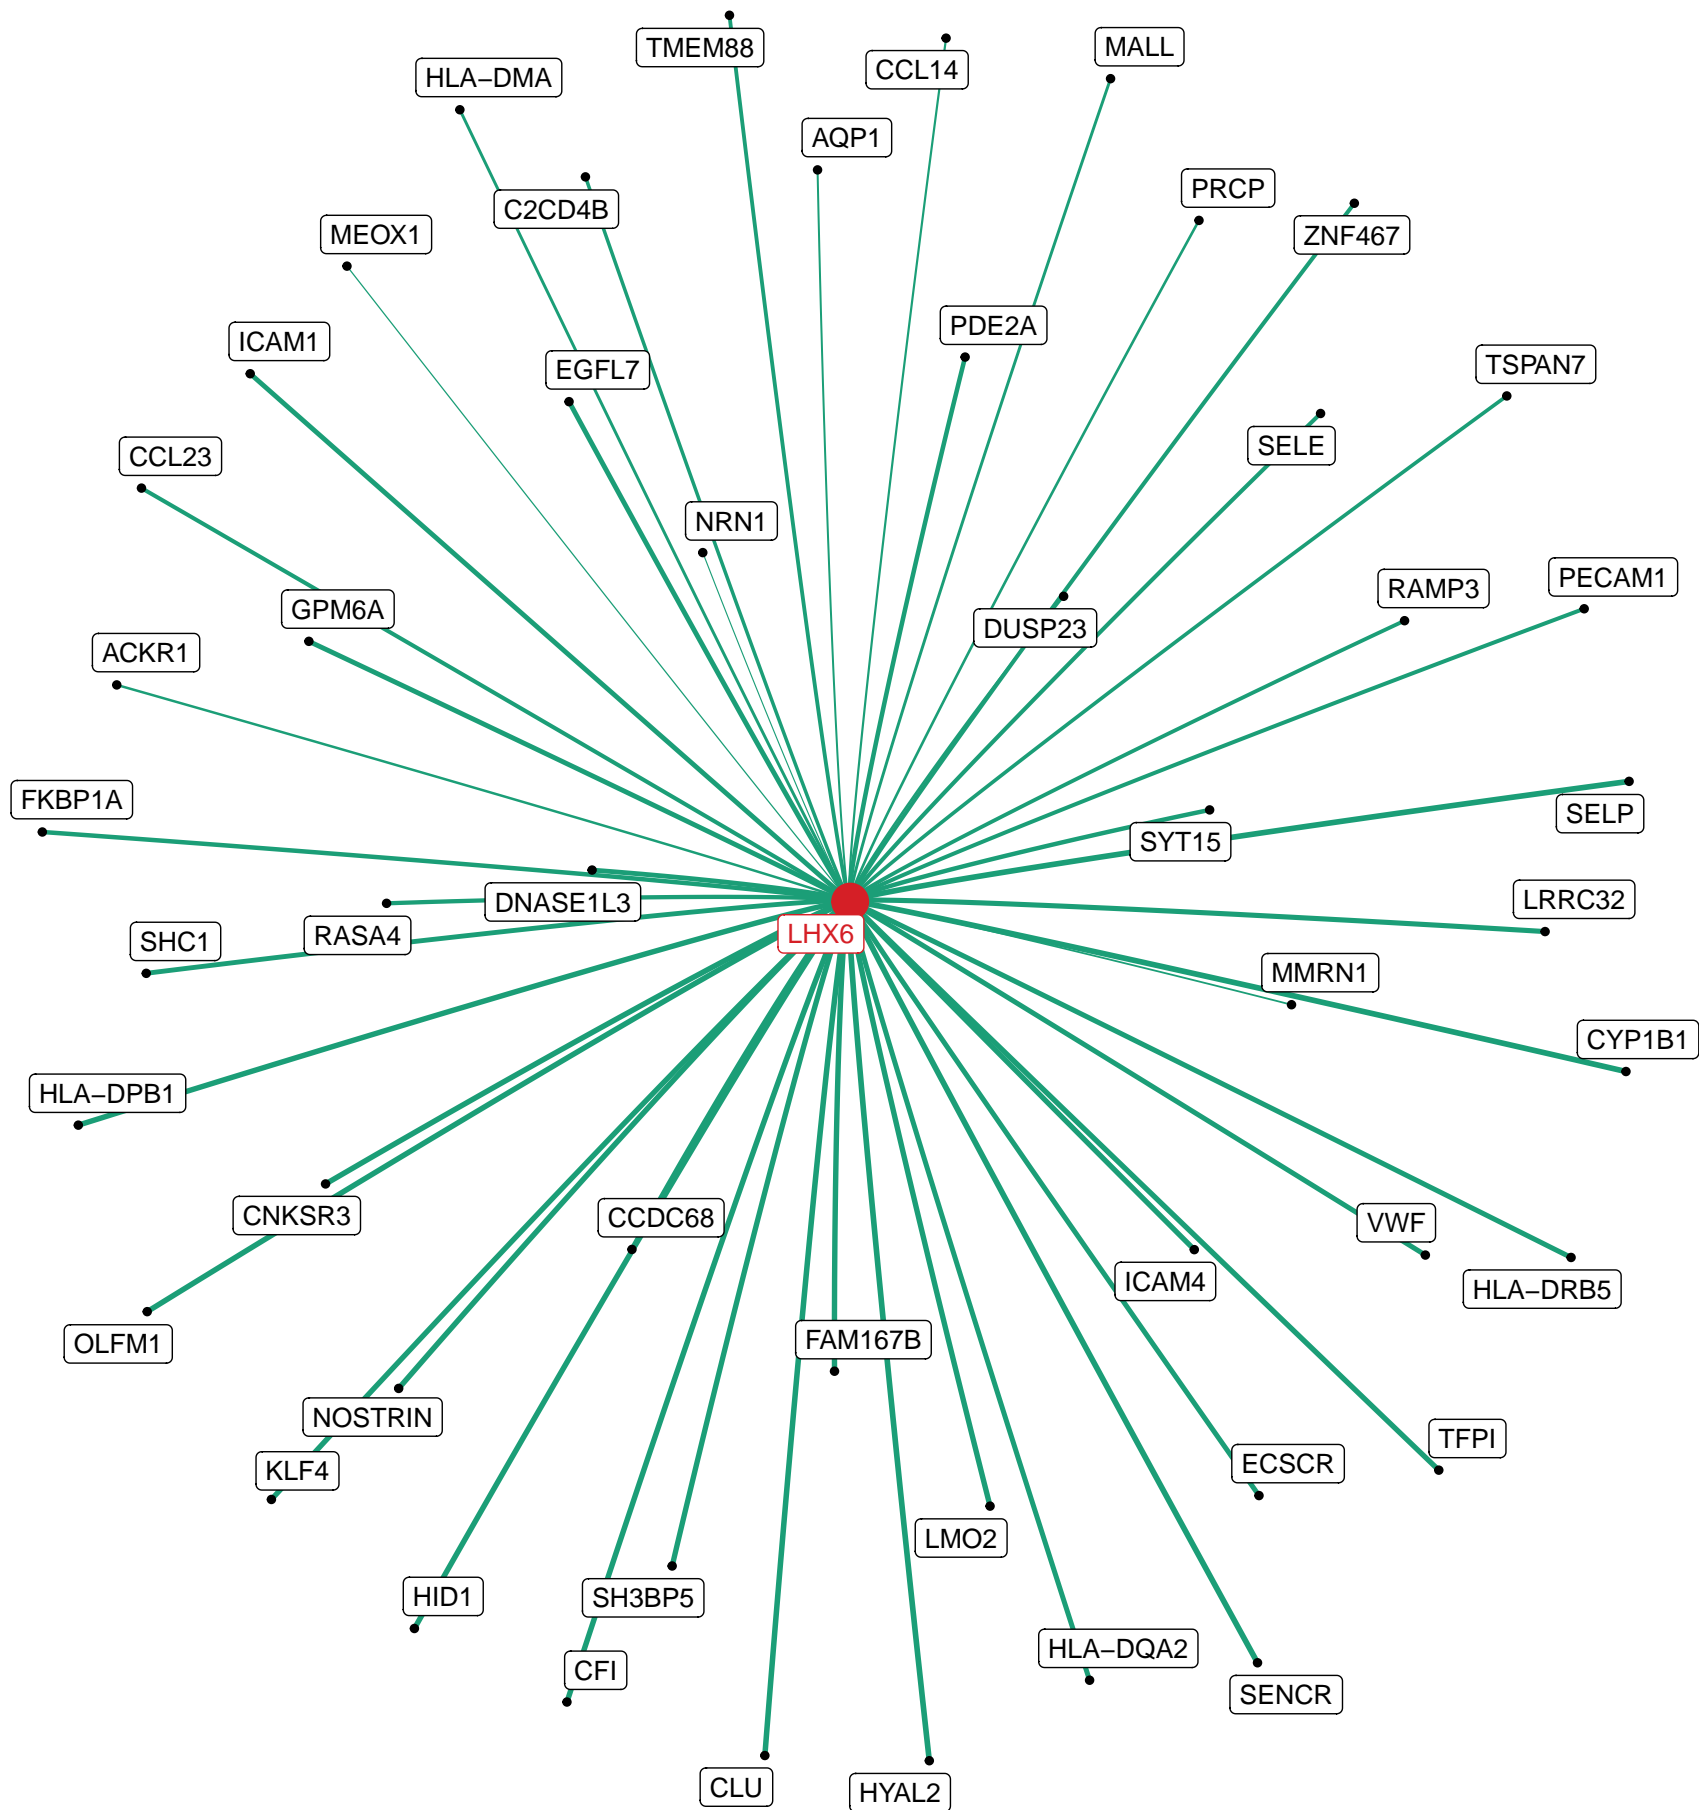 TMEM88
MALL
CCL14
HLA−DMA
AQP1
PRCP
C2CD4B
MEOX1
ZNF467
PDE2A
ICAM1
TSPAN7
EGFL7
SELE
CCL23
NRN1
PECAM1
RAMP3
GPM6A
DUSP23
ACKR1
FKBP1A
SELP
SYT15
LRRC32
DNASE1L3
LHX6
RASA4
SHC1
MMRN1
CYP1B1
HLA−DPB1
CNKSR3
CCDC68
VWF
ICAM4
HLA−DRB5
FAM167B
OLFM1
NOSTRIN
TFPI
ECSCR
KLF4
LMO2
HID1
SH3BP5
HLA−DQA2
CFI
SENCR
CLU
HYAL2